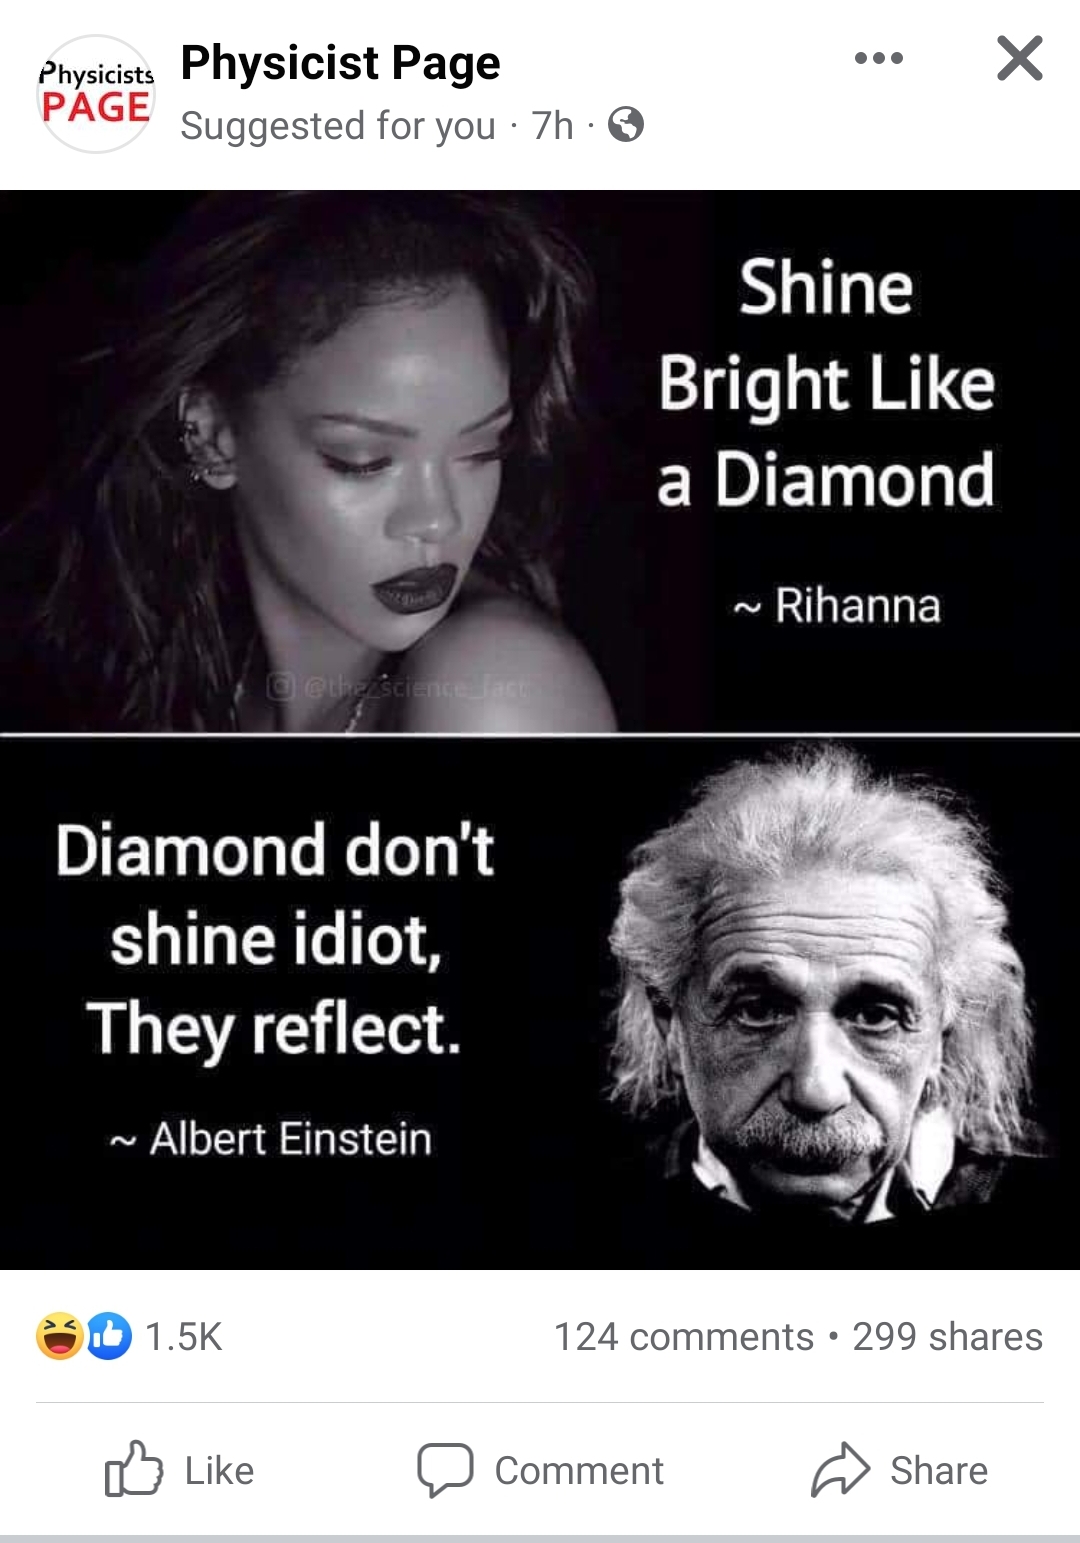 Physicists
PAGE
Physicist Page
Suggested for you · 7h ·
Shine
Bright Like
a Diamond
~ Rihanna
@the_science_fact
Diamond don't
shine idiot,
They reflect.
~ Albert Einstein
1.5K
124 comments • 299 shares
Like
Comment
Share